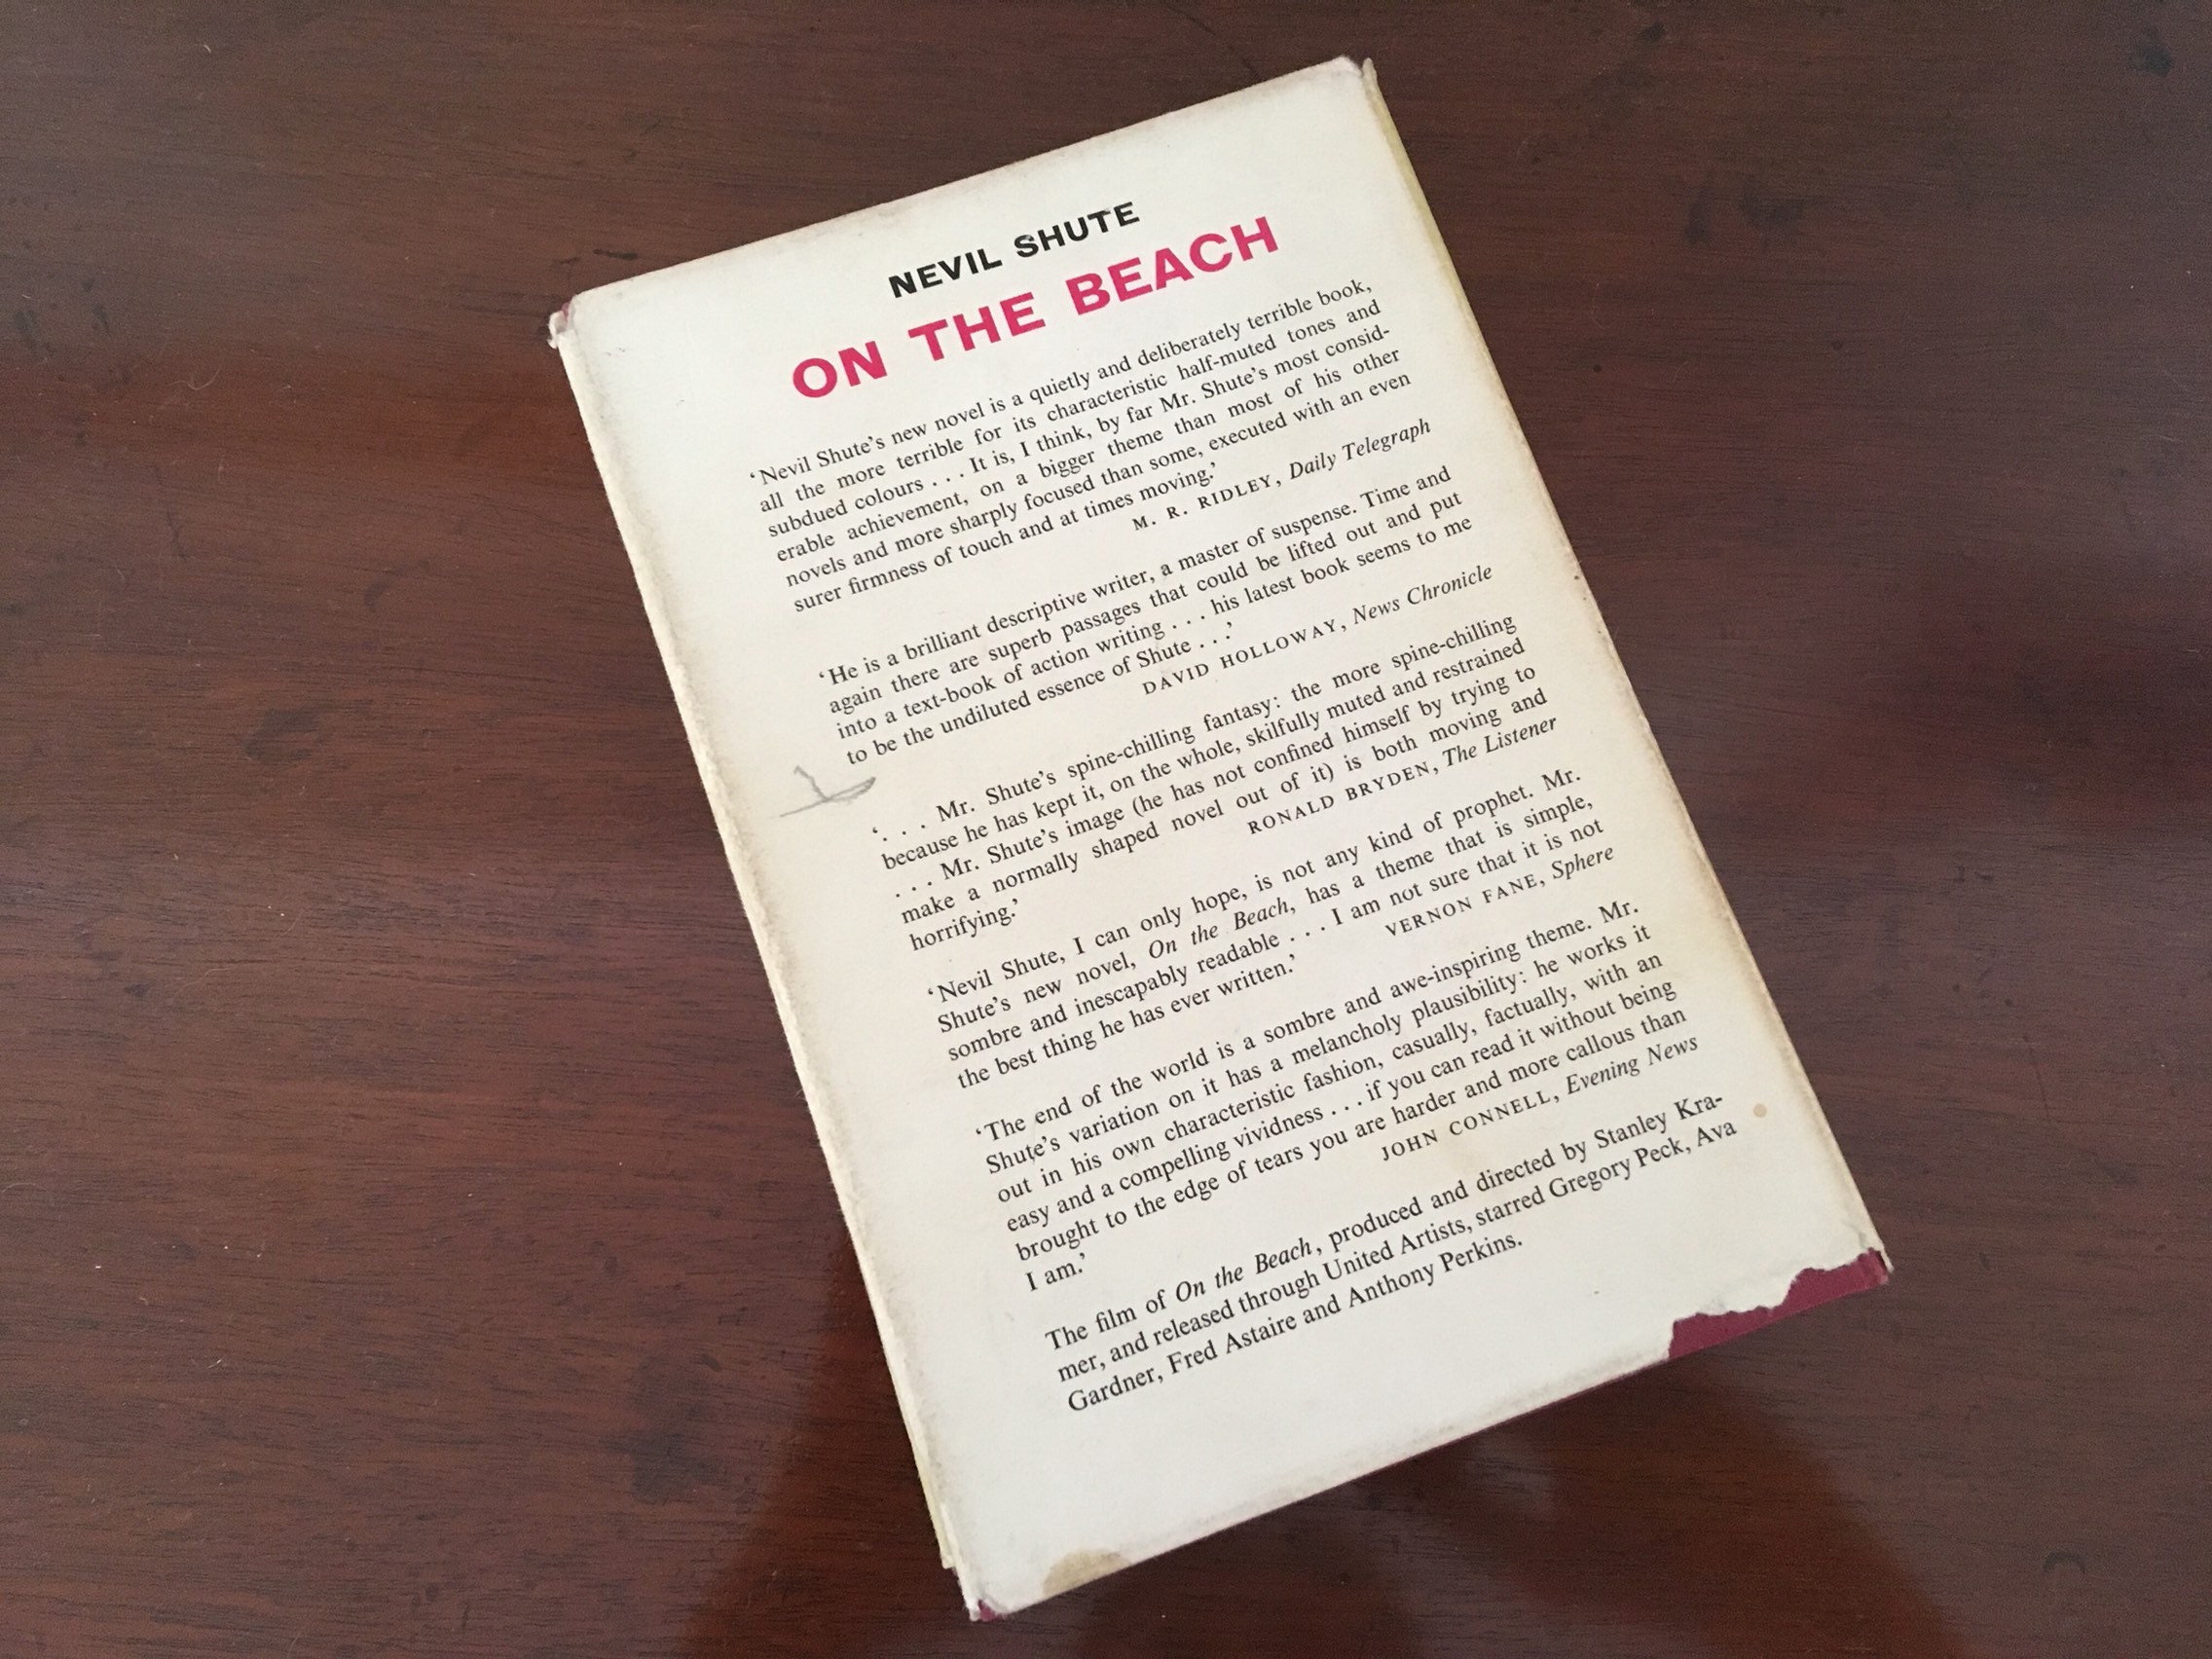 NEVIL SHUTE
ON THE BEACH
‘Nevil Shute’s new novel is a quietly and deliberately terrible book,
all the more terrible for its characteristic half-muted tones and
subdued colours . . . It is, I think, by far Mr. Shute’s most consid-
erable achievement, on a bigger theme than most of his other
novels and more sharply focused than some, executed with an even
surer firmness of touch and at times moving.’
M. R. RIDLEY, Daily Telegraph
‘He is a brilliant descriptive writer, a master of suspense. Time and
again there are superb passages that could be lifted out and put
into a text-book of action writing . . . his latest book seems to me
to be the undiluted essence of Shute . . .’
DAVID HOLLOWAY, News Chronicle
‘. . . Mr. Shute’s spine-chilling fantasy: the more spine-chilling
because he has kept it, on the whole, skilfully muted and restrained
. . . Mr. Shute’s image (he has not confined himself by trying to
make a normally shaped novel out of it) is both moving and
horrifying.’
RONALD BRYDEN, The Listener
‘Nevil Shute, I can only hope, is not any kind of prophet. Mr.
Shute’s new novel, On the Beach, has a theme that is simple,
sombre and inescapably readable . . . I am not sure that it is not
the best thing he has ever written.’
VERNON FANE, Sphere
‘The end of the world is a sombre and awe-inspiring theme. Mr.
Shute’s variation on it has a melancholy plausibility: he works it
out in his own characteristic fashion, casually, factually, with an
easy and a compelling vividness . . . if you can read it without being
brought to the edge of tears you are harder and more callous than
I am.’
JOHN CONNELL, Evening News
The film of On the Beach, produced and directed by Stanley Kra-
mer, and released through United Artists, starred Gregory Peck, Ava
Gardner, Fred Astaire and Anthony Perkins.